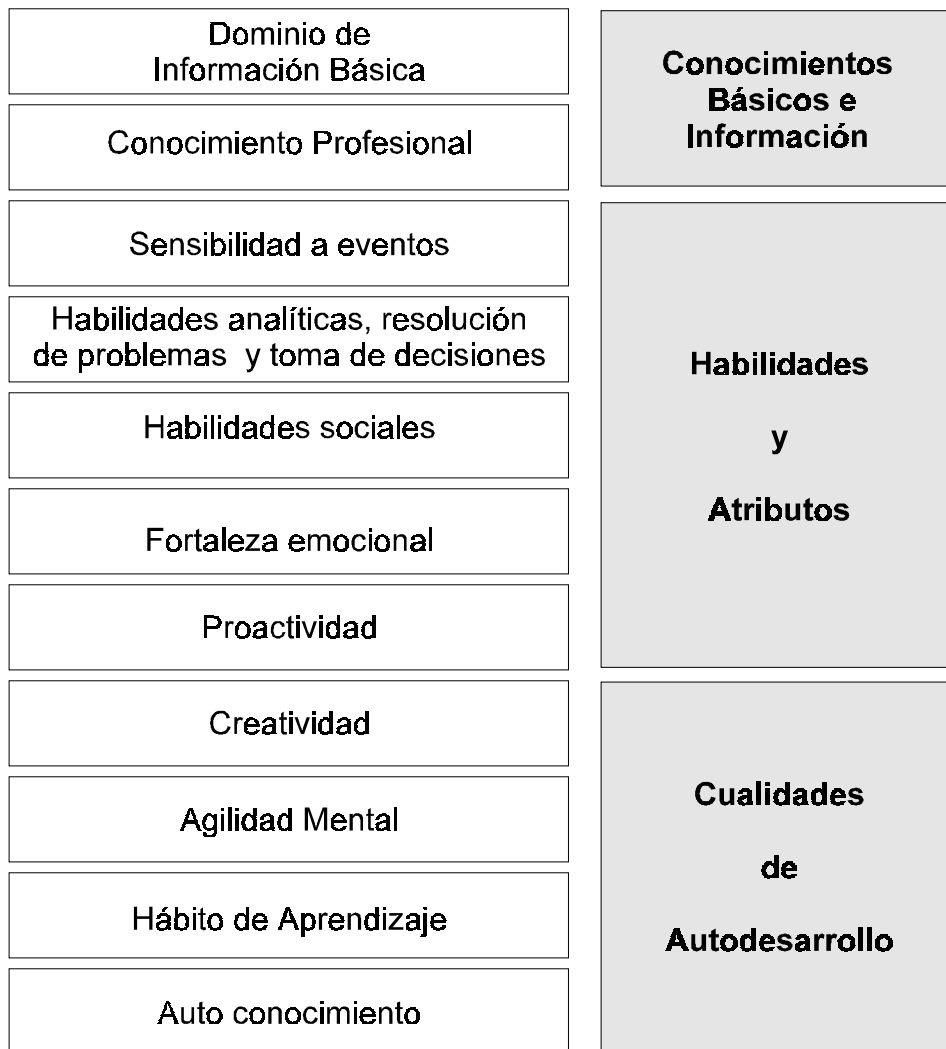 Dominio de
Información Básica
Conocimiento Profesional
Sensibilidad a eventos
Habilidades analíticas, resolución
de problemas y toma de decisiones
Habilidades sociales
Fortaleza emocional
Proactividad
Creatividad
Agilidad Mental
Hábito de Aprendizaje
Auto conocimiento
Conocimientos
Básicos e
Información
Habilidades
y
Atributos
Cualidades
de
Autodesarrollo